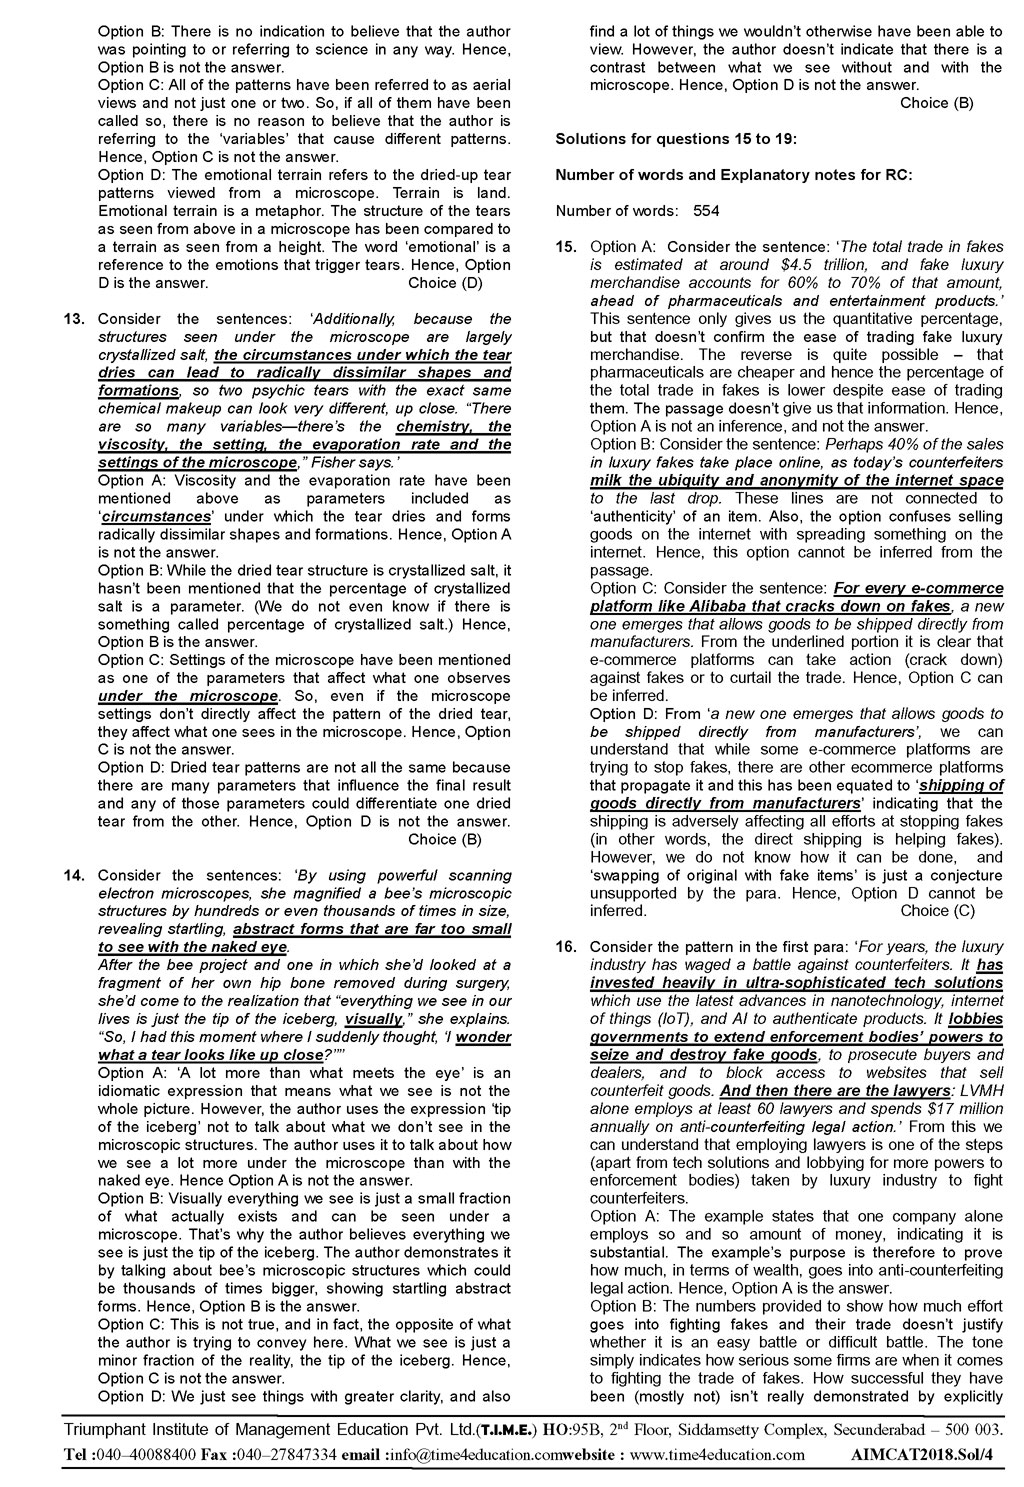 Option B: There is no indication to believe that the author
was pointing to or referring to science in any way. Hence,
Option B is not the answer.
Option C: All of the patterns have been referred to as aerial
views and not just one or two. So, if all of them have been
called so, there is no reason to believe that the author is
referring to the ‘variables’ that cause different patterns.
Hence, Option C is not the answer.
Option D: The emotional terrain refers to the dried-up tear
patterns viewed from a microscope. Terrain is land.
Emotional terrain is a metaphor. The structure of the tears
as seen from above in a microscope has been compared to
a terrain as seen from a height. The word ‘emotional’ is a
reference to the emotions that trigger tears. Hence, Option
D is the answer. Choice (D)
13. Consider the sentences: ‘Additionally, because the
structures seen under the microscope are largely
crystallized salt, the circumstances under which the tear
dries can lead to radically dissimilar shapes and
formations, so two psychic tears with the exact same
chemical makeup can look very different, up close. “There
are so many variables—there’s the chemistry, the
viscosity, the setting, the evaporation rate and the
settings of the microscope,” Fisher says.’
Option A: Viscosity and the evaporation rate have been
mentioned above as parameters included as
‘circumstances’ under which the tear dries and forms
radically dissimilar shapes and formations. Hence, Option A
is not the answer.
Option B: While the dried tear structure is crystallized salt, it
hasn’t been mentioned that the percentage of crystallized
salt is a parameter. (We do not even know if there is
something called percentage of crystallized salt.) Hence,
Option B is the answer.
Option C: Settings of the microscope have been mentioned
as one of the parameters that affect what one observes
under the microscope. So, even if the microscope
settings don’t directly affect the pattern of the dried tear,
they affect what one sees in the microscope. Hence, Option
C is not the answer.
Option D: Dried tear patterns are not all the same because
there are many parameters that influence the final result
and any of those parameters could differentiate one dried
tear from the other. Hence, Option D is not the answer.
Choice (B)
14. Consider the sentences: ‘By using powerful scanning
electron microscopes, she magnified a bee’s microscopic
structures by hundreds or even thousands of times in size,
revealing startling, abstract forms that are far too small
to see with the naked eye.
After the bee project and one in which she’d looked at a
fragment of her own hip bone removed during surgery,
she’d come to the realization that “everything we see in our
lives is just the tip of the iceberg, visually,” she explains.
“So, I had this moment where I suddenly thought, ‘I wonder
what a tear looks like up close?’””
Option A: ‘A lot more than what meets the eye’ is an
idiomatic expression that means what we see is not the
whole picture. However, the author uses the expression ‘tip
of the iceberg’ not to talk about what we don’t see in the
microscopic structures. The author uses it to talk about how
we see a lot more under the microscope than with the
naked eye. Hence Option A is not the answer.
Option B: Visually everything we see is just a small fraction
of what actually exists and can be seen under a
microscope. That’s why the author believes everything we
see is just the tip of the iceberg. The author demonstrates it
by talking about bee’s microscopic structures which could
be thousands of times bigger, showing startling abstract
forms. Hence, Option B is the answer.
Option C: This is not true, and in fact, the opposite of what
the author is trying to convey here. What we see is just a
minor fraction of the reality, the tip of the iceberg. Hence,
Option C is not the answer.
Option D: We just see things with greater clarity, and also
find a lot of things we wouldn’t otherwise have been able to
view. However, the author doesn’t indicate that there is a
contrast between what we see without and with the
microscope. Hence, Option D is not the answer.
Choice (B)
Solutions for questions 15 to 19:
Number of words and Explanatory notes for RC:
Number of words: 554
15. Option A: Consider the sentence: ‘The total trade in fakes
is estimated at around $4.5 trillion, and fake luxury
merchandise accounts for 60% to 70% of that amount,
ahead of pharmaceuticals and entertainment products.’
This sentence only gives us the quantitative percentage,
but that doesn’t confirm the ease of trading fake luxury
merchandise. The reverse is quite possible – that
pharmaceuticals are cheaper and hence the percentage of
the total trade in fakes is lower despite ease of trading
them. The passage doesn’t give us that information. Hence,
Option A is not an inference, and not the answer.
Option B: Consider the sentence: Perhaps 40% of the sales
in luxury fakes take place online, as today’s counterfeiters
milk the ubiquity and anonymity of the internet space
to the last drop. These lines are not connected to
‘authenticity’ of an item. Also, the option confuses selling
goods on the internet with spreading something on the
internet. Hence, this option cannot be inferred from the
passage.
Option C: Consider the sentence: For every e-commerce
platform like Alibaba that cracks down on fakes, a new
one emerges that allows goods to be shipped directly from
manufacturers. From the underlined portion it is clear that
e-commerce platforms can take action (crack down)
against fakes or to curtail the trade. Hence, Option C can
be inferred.
Option D: From ‘a new one emerges that allows goods to
be shipped directly from manufacturers’, we can
understand that while some e-commerce platforms are
trying to stop fakes, there are other ecommerce platforms
that propagate it and this has been equated to ‘shipping of
goods directly from manufacturers’ indicating that the
shipping is adversely affecting all efforts at stopping fakes
(in other words, the direct shipping is helping fakes).
However, we do not know how it can be done, and
‘swapping of original with fake items’ is just a conjecture
unsupported by the para. Hence, Option D cannot be
inferred. Choice (C)
16. Consider the pattern in the first para: ‘For years, the luxury
industry has waged a battle against counterfeiters. It has
invested heavily in ultra-sophisticated tech solutions
which use the latest advances in nanotechnology, internet
of things (IoT), and AI to authenticate products. It lobbies
governments to extend enforcement bodies’ powers to
seize and destroy fake goods, to prosecute buyers and
dealers, and to block access to websites that sell
counterfeit goods. And then there are the lawyers: LVMH
alone employs at least 60 lawyers and spends $17 million
annually on anti-counterfeiting legal action.’ From this we
can understand that employing lawyers is one of the steps
(apart from tech solutions and lobbying for more powers to
enforcement bodies) taken by luxury industry to fight
counterfeiters.
Option A: The example states that one company alone
employs so and so amount of money, indicating it is
substantial. The example’s purpose is therefore to prove
how much, in terms of wealth, goes into anti-counterfeiting
legal action. Hence, Option A is the answer.
Option B: The numbers provided to show how much effort
goes into fighting fakes and their trade doesn’t justify
whether it is an easy battle or difficult battle. The tone
simply indicates how serious some firms are when it comes
to fighting the trade of fakes. How successful they have
been (mostly not) isn’t really demonstrated by explicitly
Triumphant Institute of Management Education Pvt. Ltd.(T.I.M.E.) HO:95B, 2nd Floor, Siddamsetty Complex, Secunderabad – 500 003.
Tel :040–40088400 Fax :040–27847334 email :info@time4education.comwebsite : www.time4education.com AIMCAT2018.Sol/4